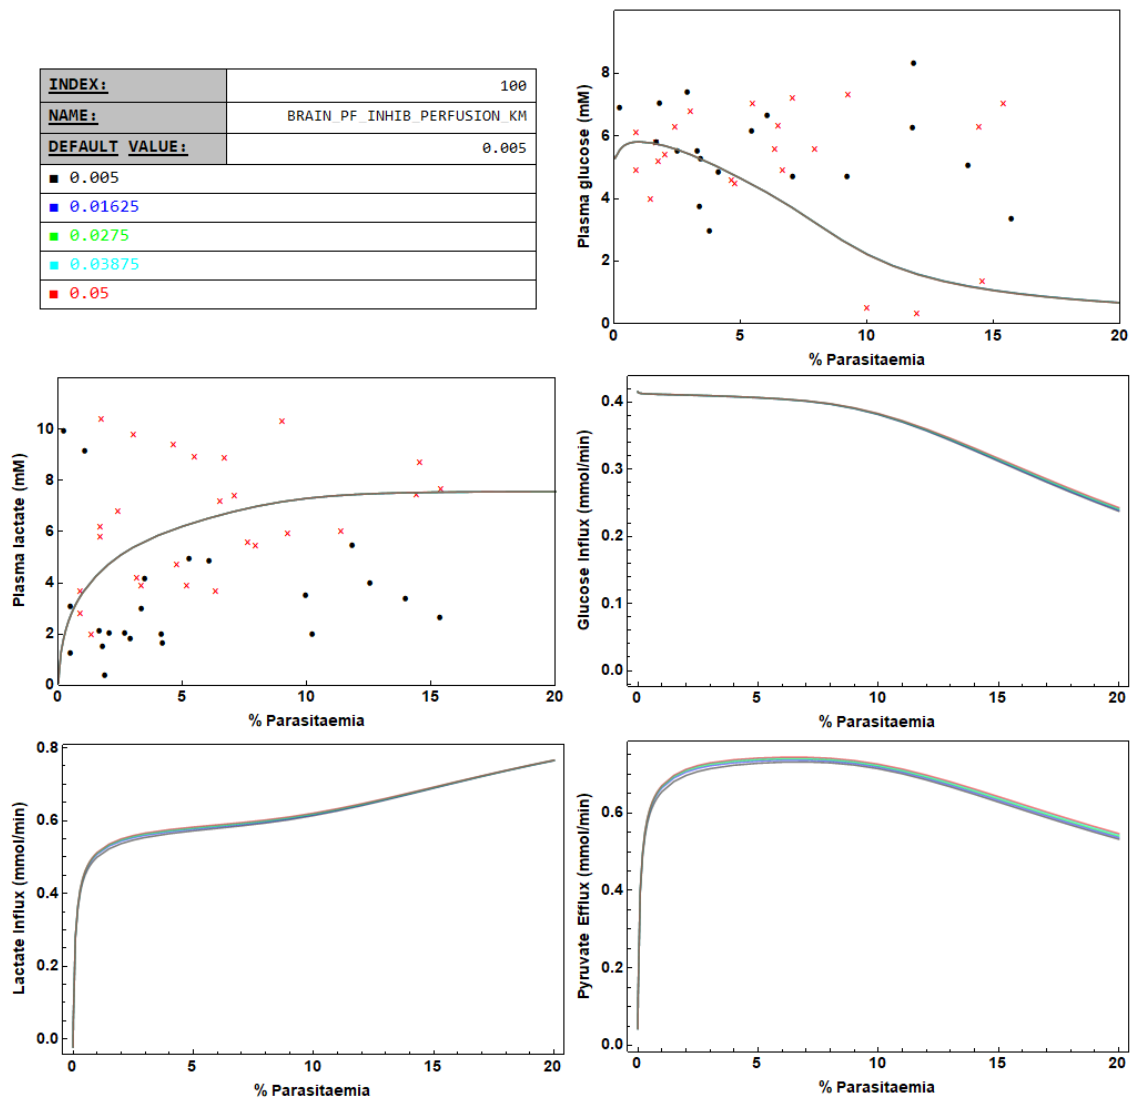 INDEX: 100
NAME: BRAIN_PF_INHIB_PERFUSION_KM
DEFAULT VALUE: 0.005
0.005
0.01625
0.0275
0.03875
0.05
Plasma glucose (mM)
8
6
4
2
0
0 5 10 15 20
% Parasitaemia
Plasma lactate (mM)
10
8
6
4
2
0
0 5 10 15 20
% Parasitaemia
Glucose Influx (mmol/min)
0.4
0.3
0.2
0.1
0.0
0 5 10 15 20
% Parasitaemia
Lactate Influx (mmol/min)
0.8
0.6
0.4
0.2
0.0
0 5 10 15 20
% Parasitaemia
Pyruvate Efflux (mmol/min)
0.6
0.4
0.2
0.0
0 5 10 15 20
% Parasitaemia